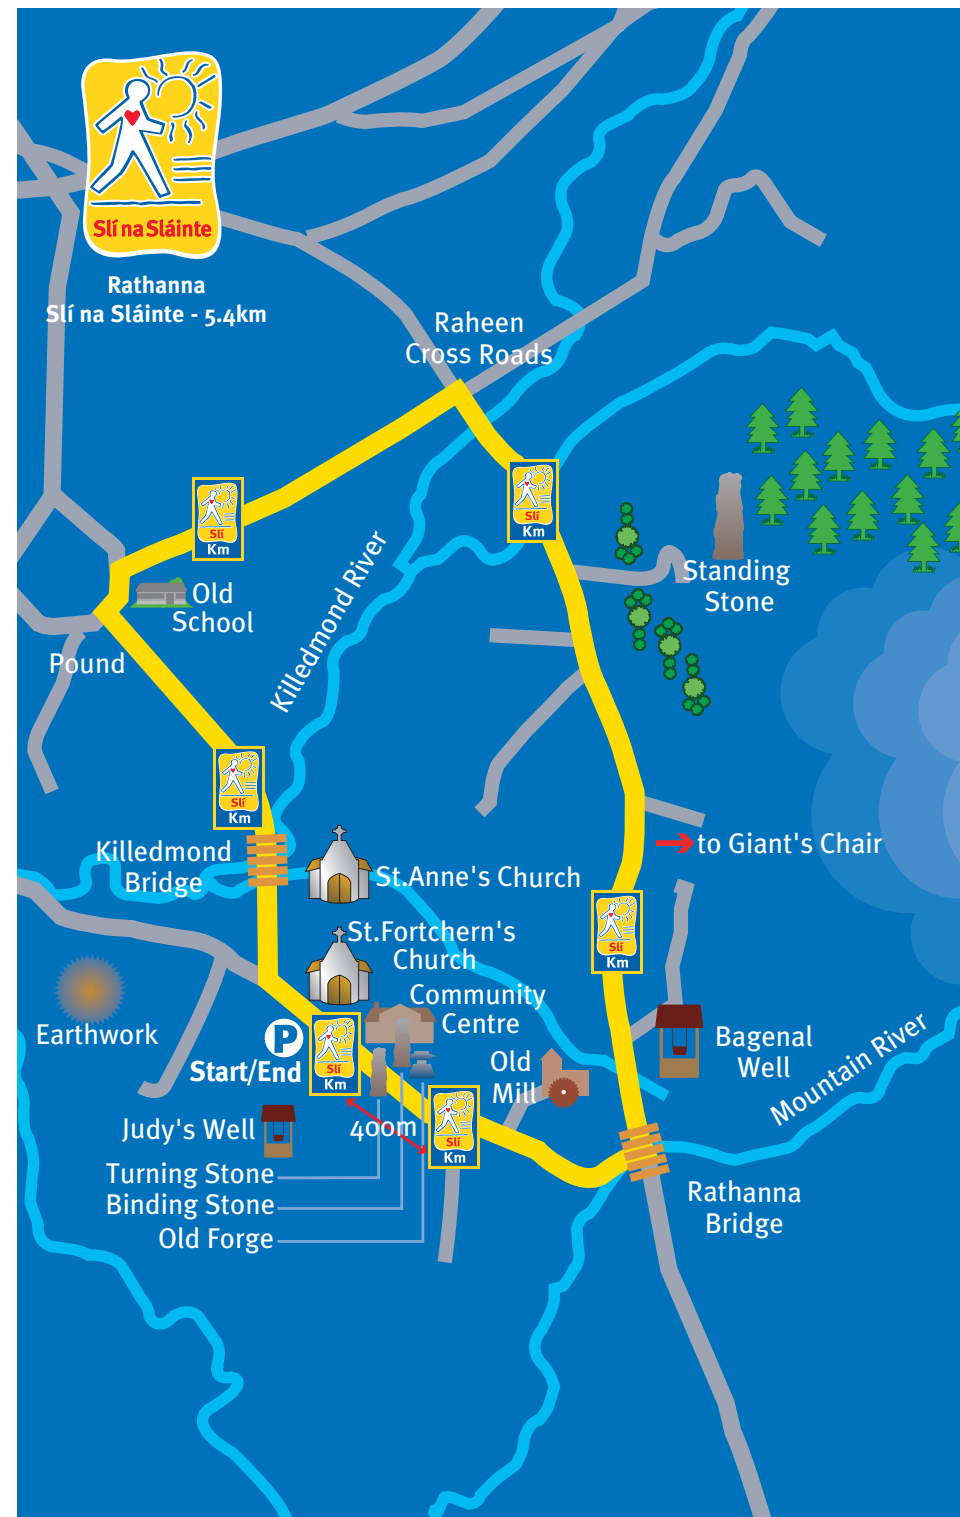 Slí na Sláinte
Rathanna
Slí na Sláinte - 5.4km
Raheen
Cross Roads
Slí
Km
Slí
Km
Old
School
Standing
Stone
Killedmond River
Pound
Slí
Km
Killedmond
Bridge
to Giant's Chair
St.Anne's Church
St.Fortchern's
Church
Slí
Km
Community
Centre
Earthwork
P
Start/End
Slí
Km
Old
Mill
Bagenal
Well
Mountain River
Judy's Well
400m
Slí
Km
Turning Stone
Binding Stone
Old Forge
Rathanna
Bridge